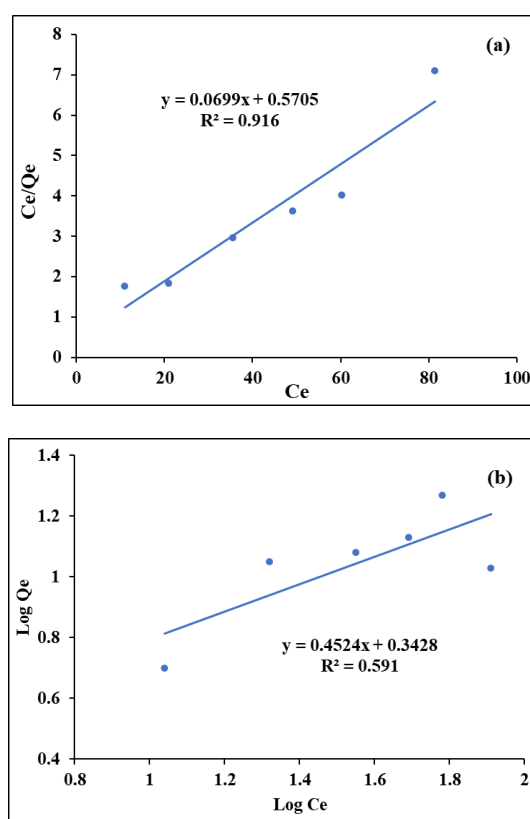 (a)
y = 0.0699x + 0.5705
R² = 0.916
Ce/Qe
8
7
6
5
4
3
2
1
0
0 20 40 60 80 100
Ce
(b)
y = 0.4524x + 0.3428
R² = 0.591
Log Qe
1.4
1.2
1
0.8
0.6
0.4
0.8 1 1.2 1.4 1.6 1.8 2
Log Ce